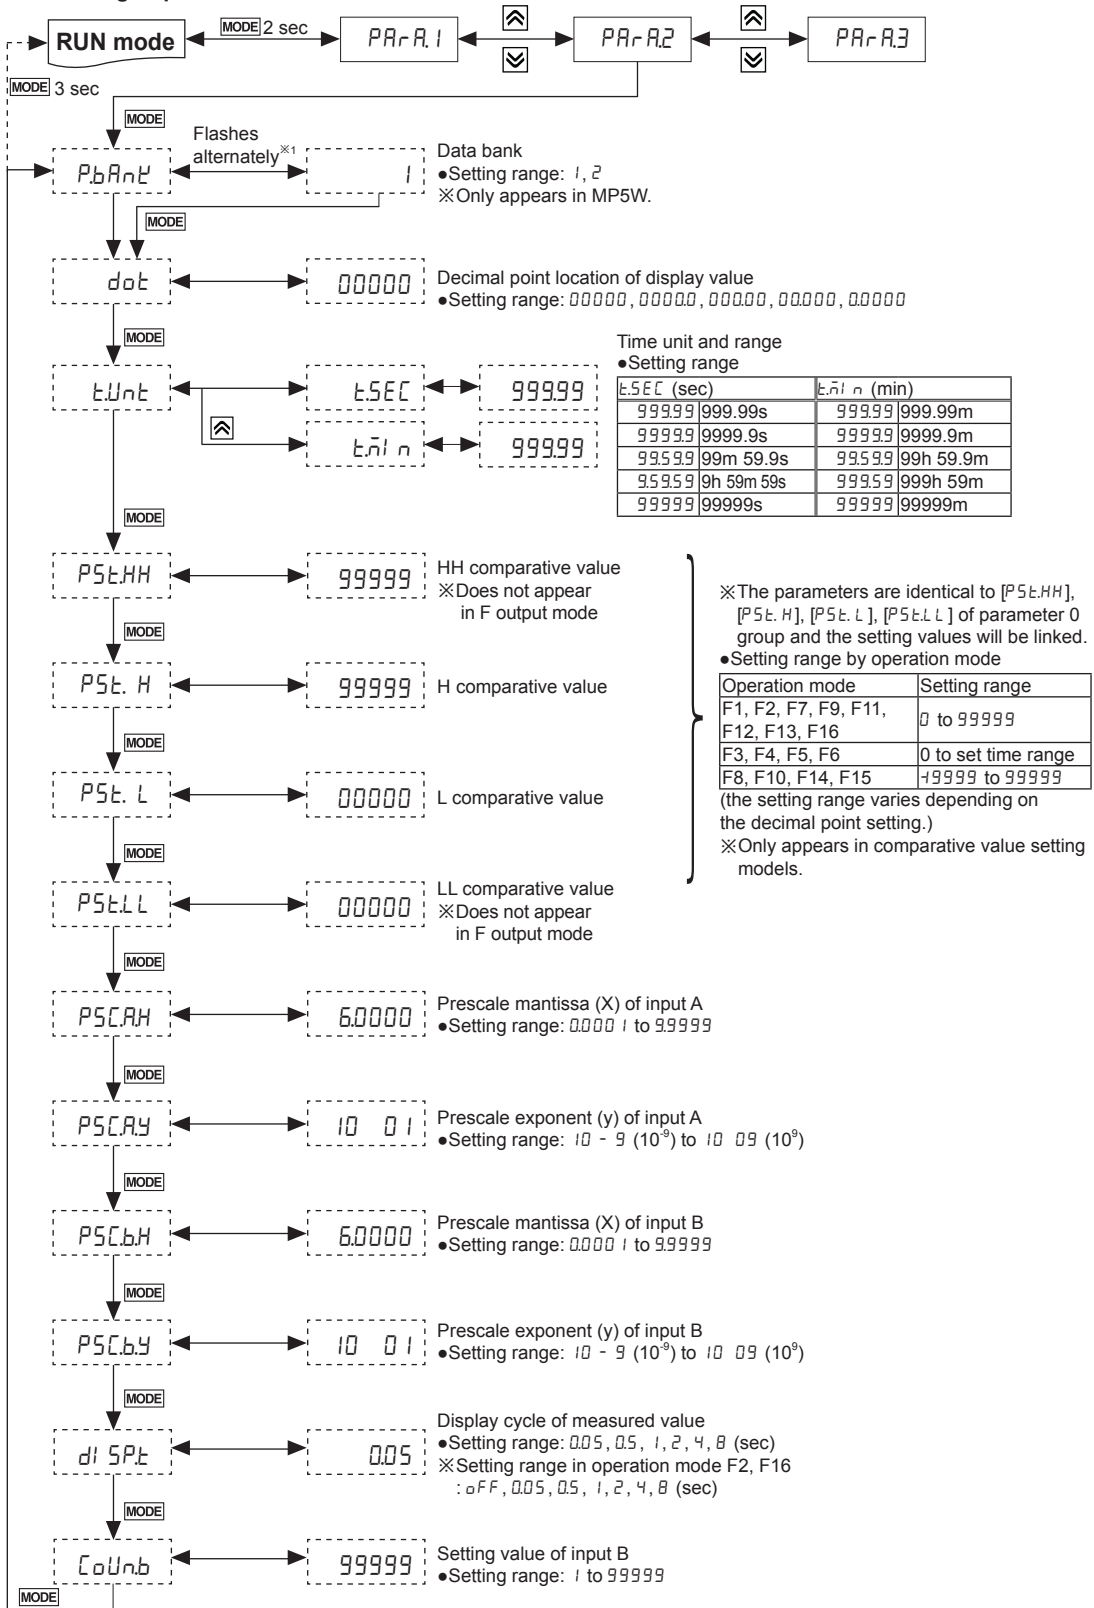 RUN mode
MODE 2 sec
PArA.1
PArA.2
PArA.3
MODE 3 sec
MODE
P.bAnK
Flashes
alternately※1
1
Data bank
●Setting range: 1, 2
※Only appears in MP5W.
MODE
dot
00000
Decimal point location of display value
●Setting range: 00000, 0000.0, 000.00, 00.000, 0.0000
MODE
t.Unt
t.SEC
999.99
t.mIn
999.99
Time unit and range
●Setting range
t.SEC (sec) t.mIn (min)
999.99 999.99s 999.99 999.99m
9999.9 9999.9s 9999.9 9999.9m
99.59.9 99m 59.9s 99.59.9 99h 59.9m
9.59.59 9h 59m 59s 999.59 999h 59m
99999 99999s 99999 99999m
MODE
PSt.HH
99999
HH comparative value
※Does not appear
in F output mode
MODE
PSt. H
99999
H comparative value
MODE
PSt. L
00000
L comparative value
MODE
PSt.LL
00000
LL comparative value
※Does not appear
in F output mode
※The parameters are identical to [PSt.HH],
[PSt. H], [PSt. L], [PSt.LL] of parameter 0
group and the setting values will be linked.
●Setting range by operation mode
Operation mode Setting range
F1, F2, F7, F9, F11,
F12, F13, F16 0 to 99999
F3, F4, F5, F6 0 to set time range
F8, F10, F14, F15 -19999 to 99999
(the setting range varies depending on
the decimal point setting.)
※Only appears in comparative value setting
models.
MODE
PSC.A.H
6.0000
Prescale mantissa (X) of input A
●Setting range: 0.0001 to 9.9999
MODE
PSC.A.y
10 01
Prescale exponent (y) of input A
●Setting range: 10 - 9 (10⁻⁹) to 10 09 (10⁹)
MODE
PSC.b.H
6.0000
Prescale mantissa (X) of input B
●Setting range: 0.0001 to 9.9999
MODE
PSC.b.y
10 01
Prescale exponent (y) of input B
●Setting range: 10 - 9 (10⁻⁹) to 10 09 (10⁹)
MODE
dISP.t
0.05
Display cycle of measured value
●Setting range: 0.05, 0.5, 1, 2, 4, 8 (sec)
※Setting range in operation mode F2, F16
: oFF, 0.05, 0.5, 1, 2, 4, 8 (sec)
MODE
CoUn.b
99999
Setting value of input B
●Setting range: 1 to 99999
MODE